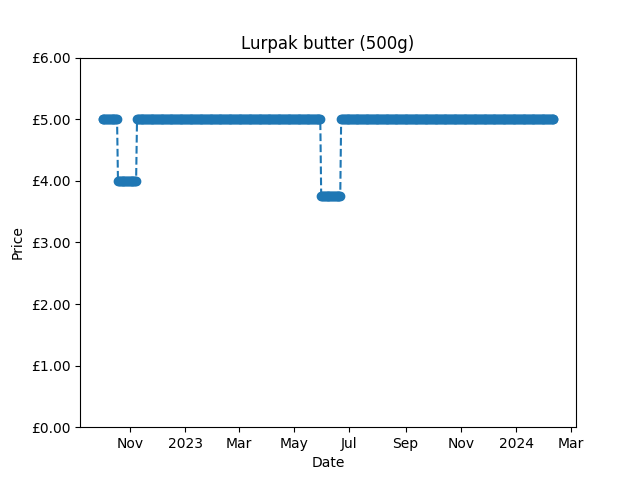 Lurpak butter (500g)
£6.00
£5.00
£4.00
£3.00
£2.00
£1.00
£0.00
Price
Nov 2023 Mar May Jul Sep Nov 2024 Mar
Date